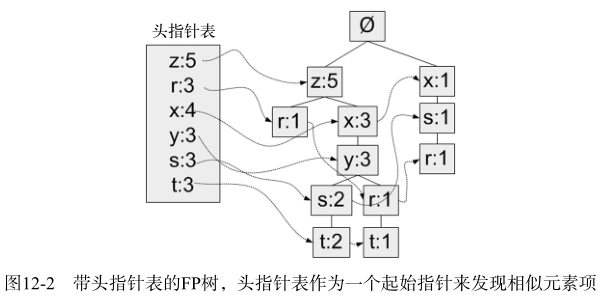 头指针表
z:5
r:3
x:4
y:3
s:3
t:3
Ø
z:5
x:1
r:1
x:3
s:1
y:3
r:1
s:2
r:1
t:2
t:1
图12-2 带头指针表的FP树，头指针表作为一个起始指针来发现相似元素项